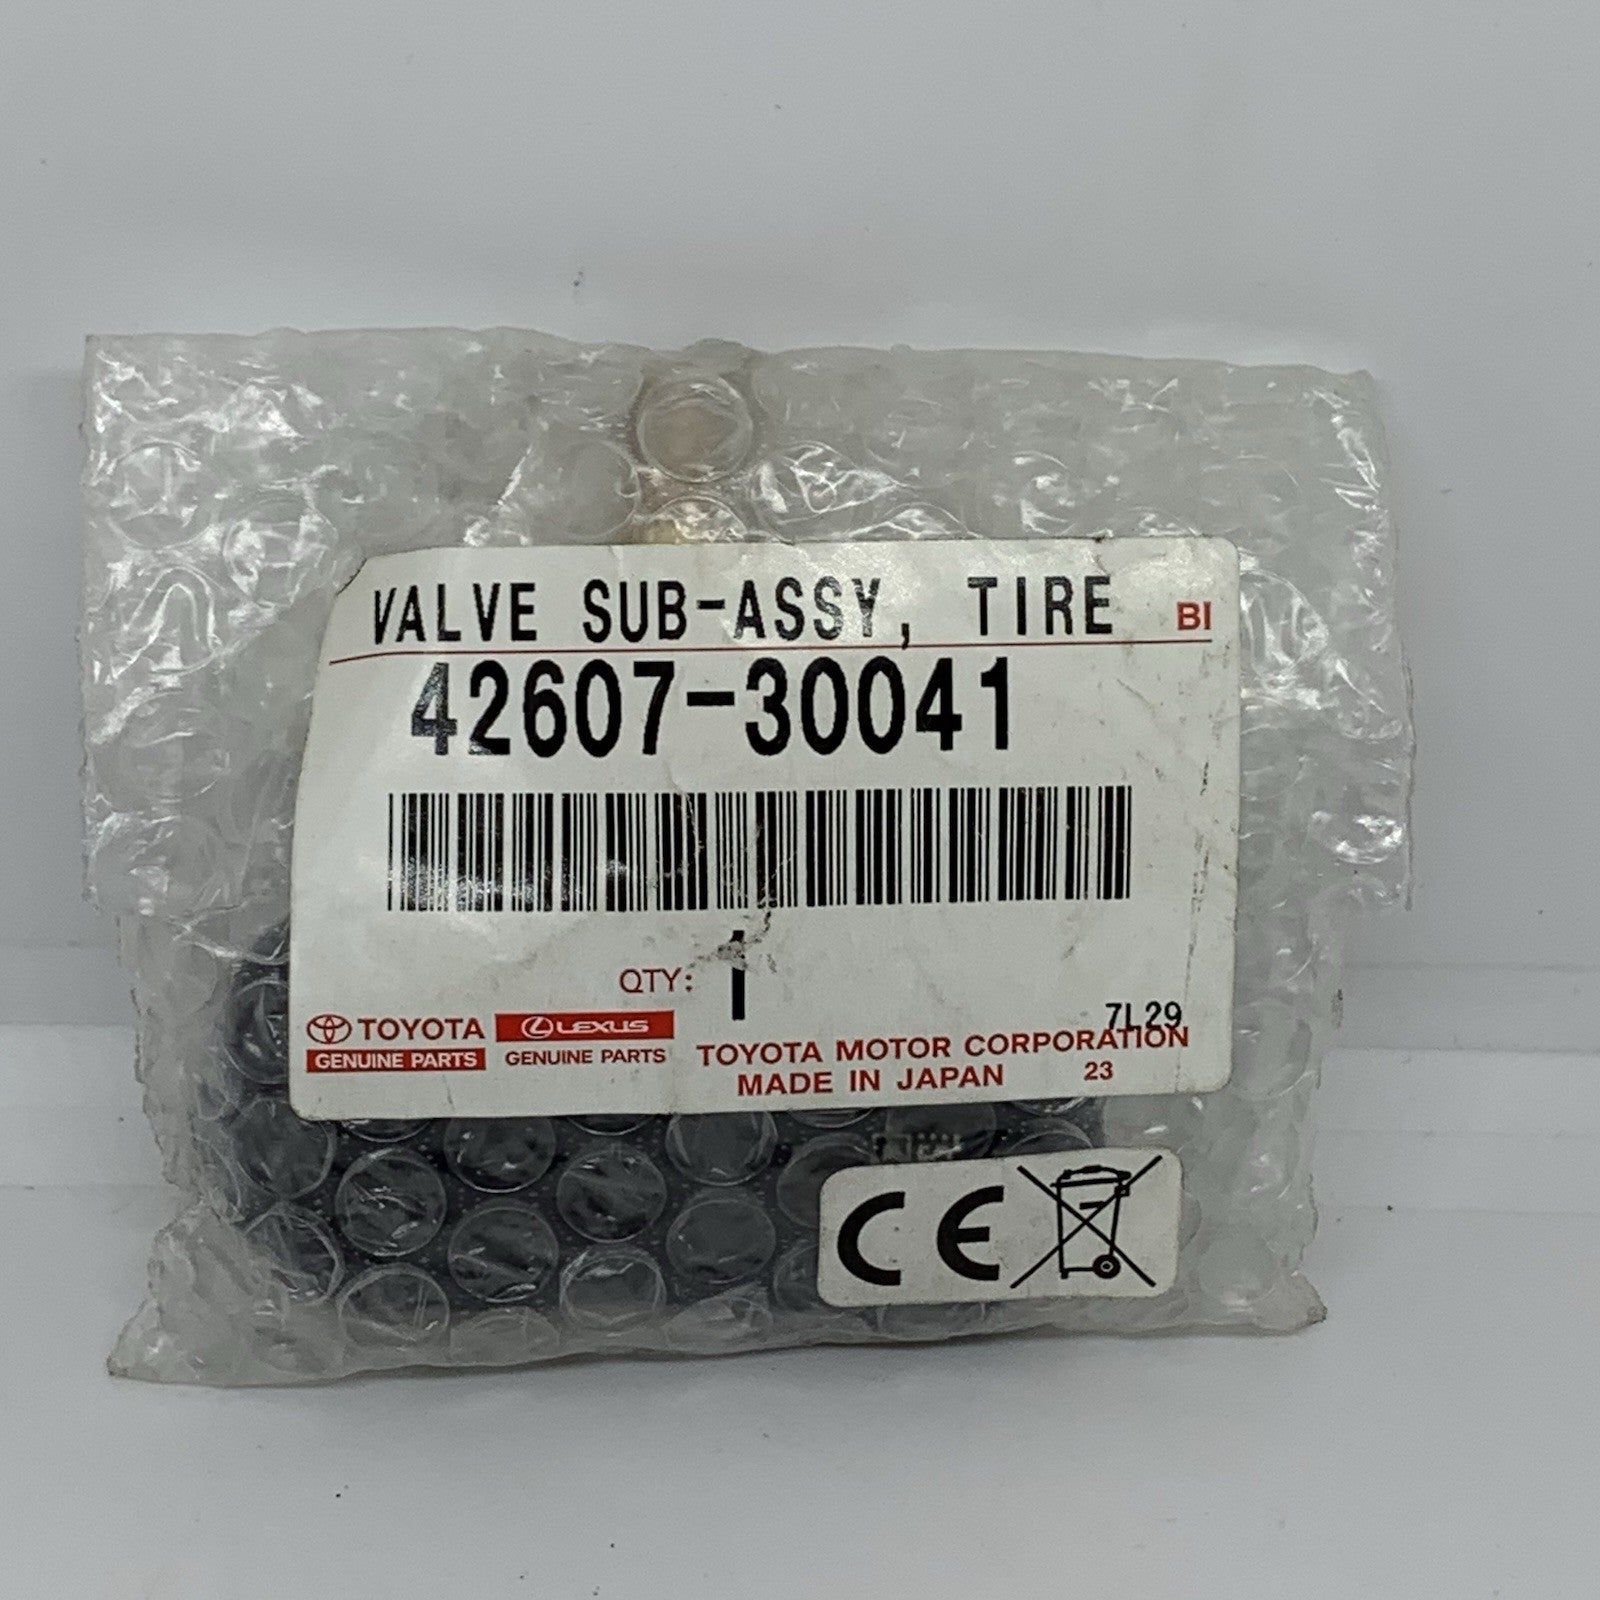 VALVE SUB-ASSY, TIRE BI
42607-30041
QTY: 1
7L29
TOYOTA LEXUS
GENUINE PARTS GENUINE PARTS
TOYOTA MOTOR CORPORATION
MADE IN JAPAN 23
CE